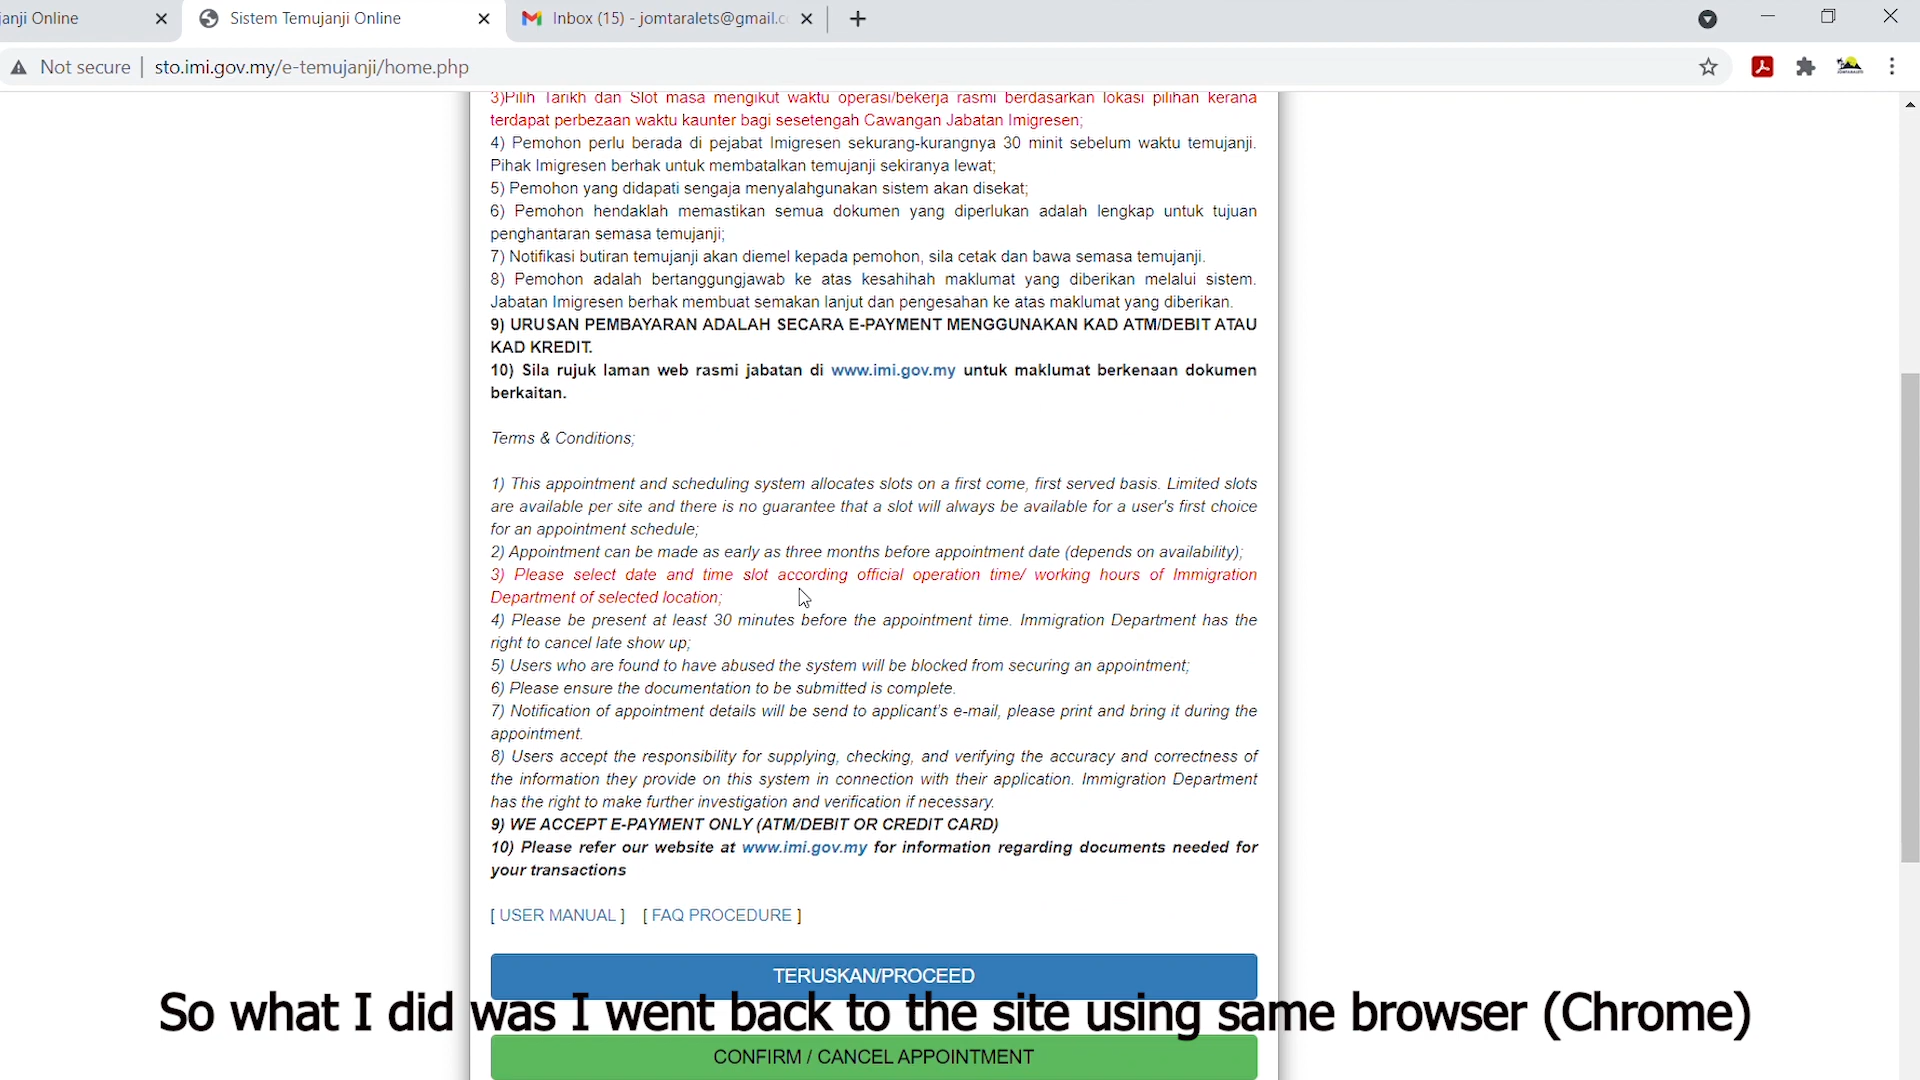 anji Online
Sistem Temujanji Online
Inbox (15) - jomtaralets@gmail.c
Not secure
sto.imi.gov.my/e-temujanji/home.php
3)Pilih Tarikh dan Slot masa mengikut waktu operasi/bekerja rasmi berdasarkan lokasi pilihan kerana
terdapat perbezaan waktu kaunter bagi sesetengah Cawangan Jabatan Imigresen;
4) Pemohon perlu berada di pejabat Imigresen sekurang-kurangnya 30 minit sebelum waktu temujanji.
Pihak Imigresen berhak untuk membatalkan temujanji sekiranya lewat;
5) Pemohon yang didapati sengaja menyalahgunakan sistem akan disekat;
6) Pemohon hendaklah memastikan semua dokumen yang diperlukan adalah lengkap untuk tujuan
penghantaran semasa temujanji;
7) Notifikasi butiran temujanji akan diemel kepada pemohon, sila cetak dan bawa semasa temujanji.
8) Pemohon adalah bertanggungjawab ke atas kesahihah maklumat yang diberikan melalui sistem.
Jabatan Imigresen berhak membuat semakan lanjut dan pengesahan ke atas maklumat yang diberikan.
9) URUSAN PEMBAYARAN ADALAH SECARA E-PAYMENT MENGGUNAKAN KAD ATM/DEBIT ATAU
KAD KREDIT.
10) Sila rujuk laman web rasmi jabatan di www.imi.gov.my untuk maklumat berkenaan dokumen
berkaitan.
Terms & Conditions;
1) This appointment and scheduling system allocates slots on a first come, first served basis. Limited slots
are available per site and there is no guarantee that a slot will always be available for a user's first choice
for an appointment schedule;
2) Appointment can be made as early as three months before appointment date (depends on availability);
3) Please select date and time slot according official operation time/ working hours of Immigration
Department of selected location;
4) Please be present at least 30 minutes before the appointment time. Immigration Department has the
right to cancel late show up;
5) Users who are found to have abused the system will be blocked from securing an appointment;
6) Please ensure the documentation to be submitted is complete.
7) Notification of appointment details will be send to applicant's e-mail, please print and bring it during the
appointment.
8) Users accept the responsibility for supplying, checking, and verifying the accuracy and correctness of
the information they provide on this system in connection with their application. Immigration Department
has the right to make further investigation and verification if necessary.
9) WE ACCEPT E-PAYMENT ONLY (ATM/DEBIT OR CREDIT CARD)
10) Please refer our website at www.imi.gov.my for information regarding documents needed for
your transactions
[ USER MANUAL ] [ FAQ PROCEDURE ]
TERUSKAN/PROCEED
So what I did was I went back to the site using same browser (Chrome)
CONFIRM / CANCEL APPOINTMENT